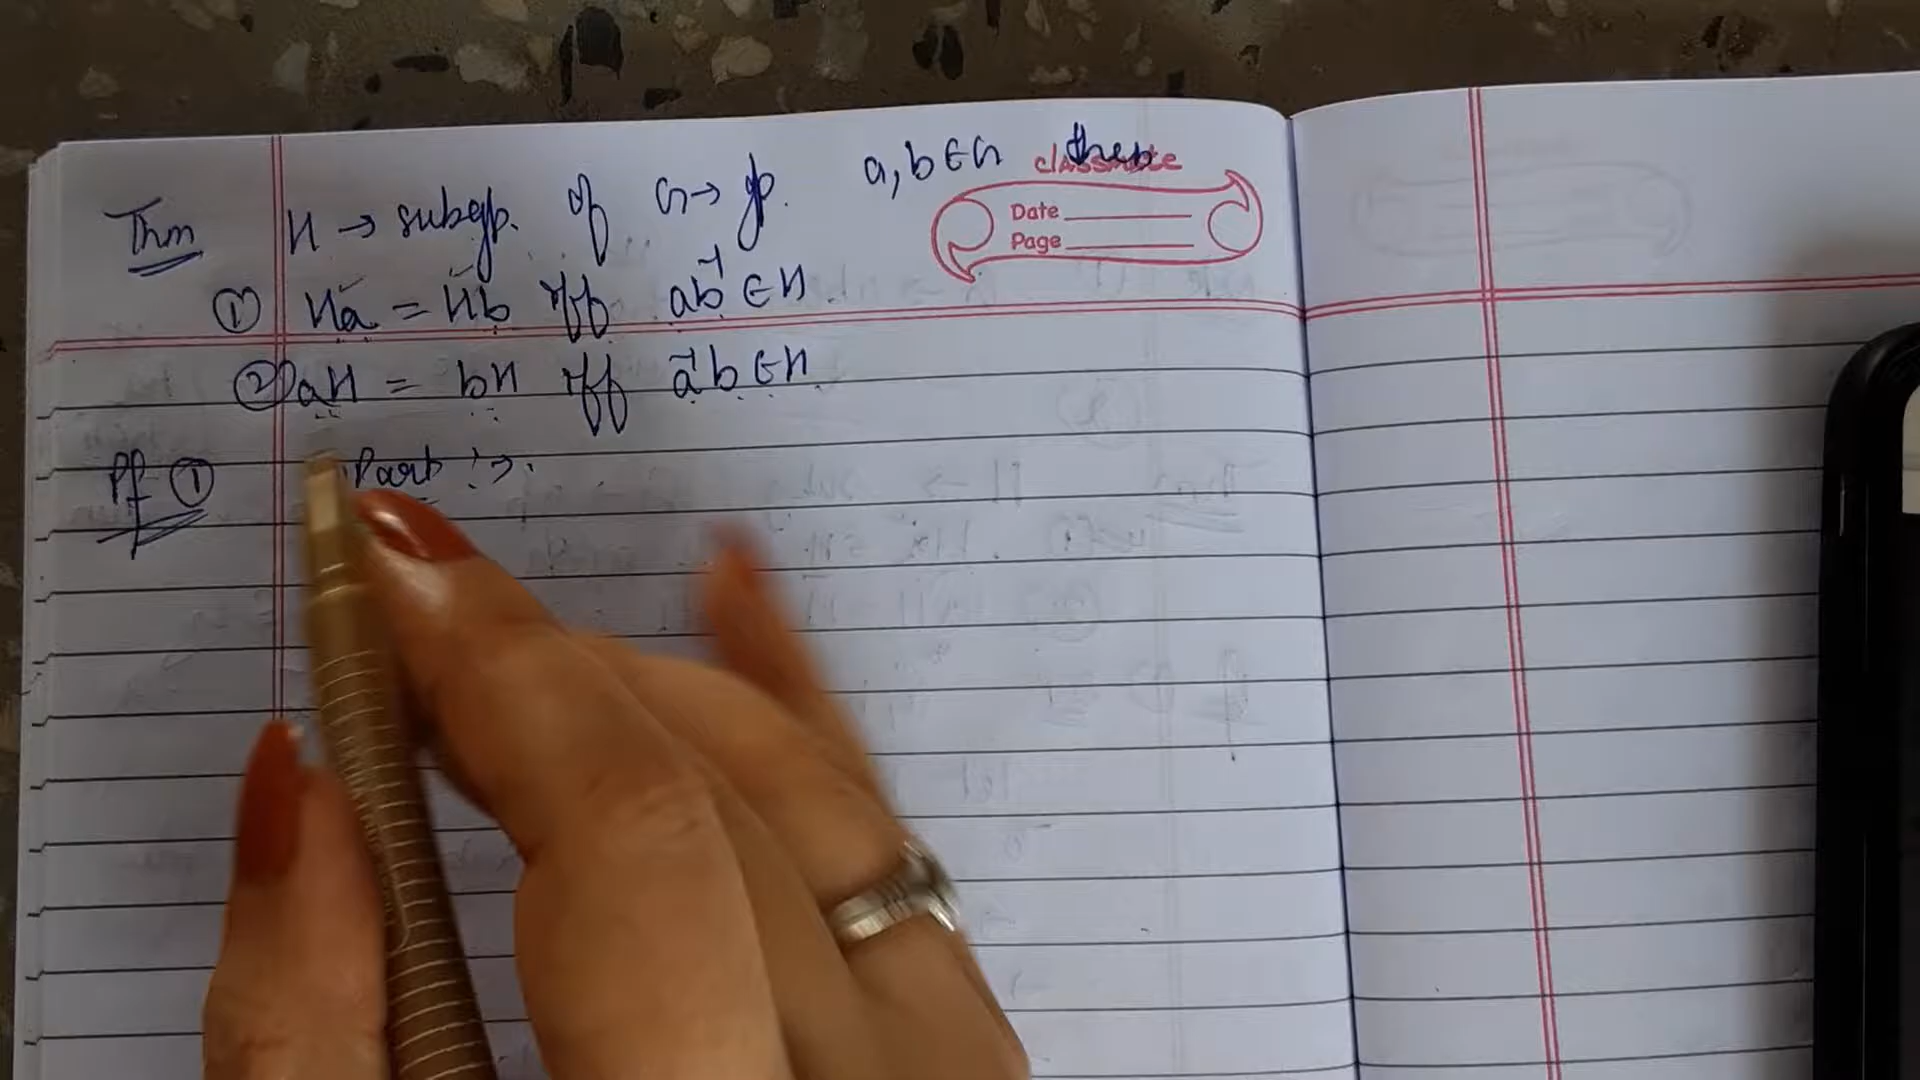 Thm H → subgp. of G → gp. a, b ∈ G then
classmate
Date
Page
① Ha = Hb iff ab⁻¹ ∈ H.
② aH = bH iff a⁻¹b ∈ H.
Pf ① Part :→.